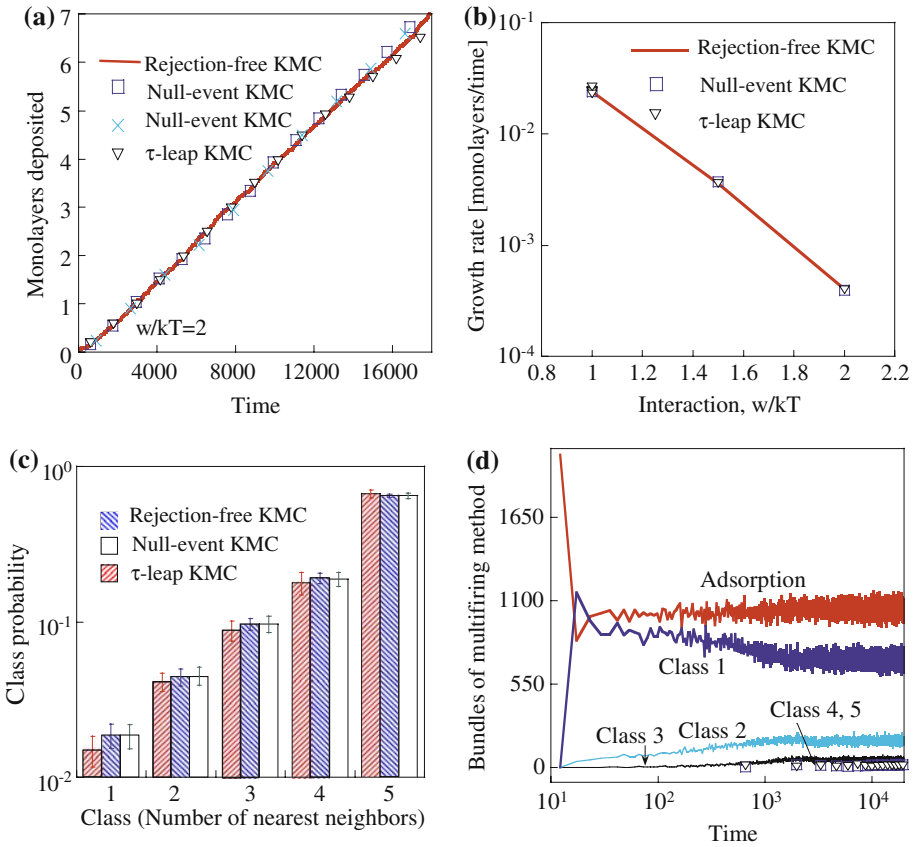 (a)
7
6
5
4
3
2
1
0
Monolayers deposited
Rejection-free KMC
Null-event KMC
Null-event KMC
τ-leap KMC
w/kT=2
0 4000 8000 12000 16000
Time
(b)
10-1
10-2
10-3
10-4
Growth rate [monolayers/time]
Rejection-free KMC
Null-event KMC
τ-leap KMC
0.8 1 1.2 1.4 1.6 1.8 2 2.2
Interaction, w/kT
(c)
100
10-1
10-2
Class probability
Rejection-free KMC
Null-event KMC
τ-leap KMC
1 2 3 4 5
Class (Number of nearest neighbors)
(d)
1650
1100
550
0
Bundles of multifiring method
Adsorption
Class 1
Class 3
Class 2
Class 4, 5
101 102 103 104
Time